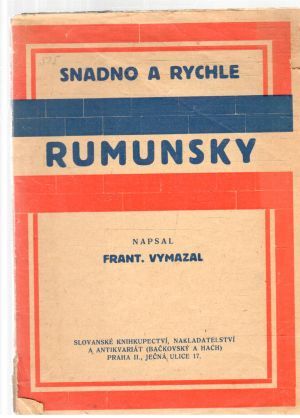 SNADNO A RYCHLE
RUMUNSKY
NAPSAL
FRANT. VYMAZAL
SLOVANSKÉ KNIHKUPECTVÍ, NAKLADATELSTVÍ
A ANTIKVARIÁT (BAČKOVSKÝ A HACH)
PRAHA II., JEČNÁ ULICE 17.